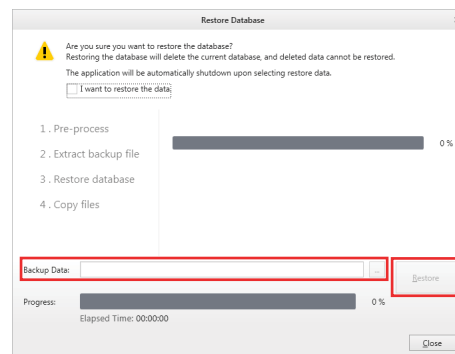 Restore Database
Are you sure you want to restore the database?
Restoring the database will delete the current database, and deleted data cannot be restored.
The application will be automatically shutdown upon selecting restore data.
I want to restore the data
1 . Pre-process
0 %
2 . Extract backup file
3 . Restore database
4 . Copy files
Backup Data:
...
Restore
Progress:
0 %
Elapsed Time: 00:00:00
Close